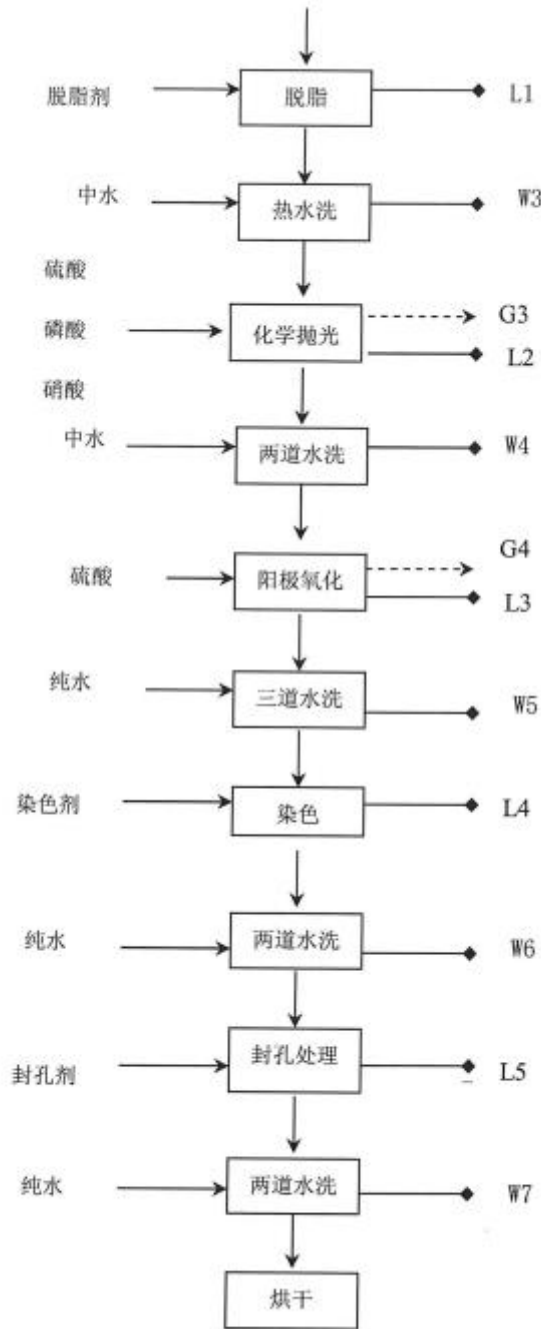 脱脂剂 脱脂 L1
中水 热水洗 W3
硫酸
磷酸 化学抛光 G3
L2
硝酸
中水 两道水洗 W4
G4
硫酸 阳极氧化 L3
纯水 三道水洗 W5
染色剂 染色 L4
纯水 两道水洗 W6
封孔剂 封孔处理 L5
纯水 两道水洗 W7
烘干